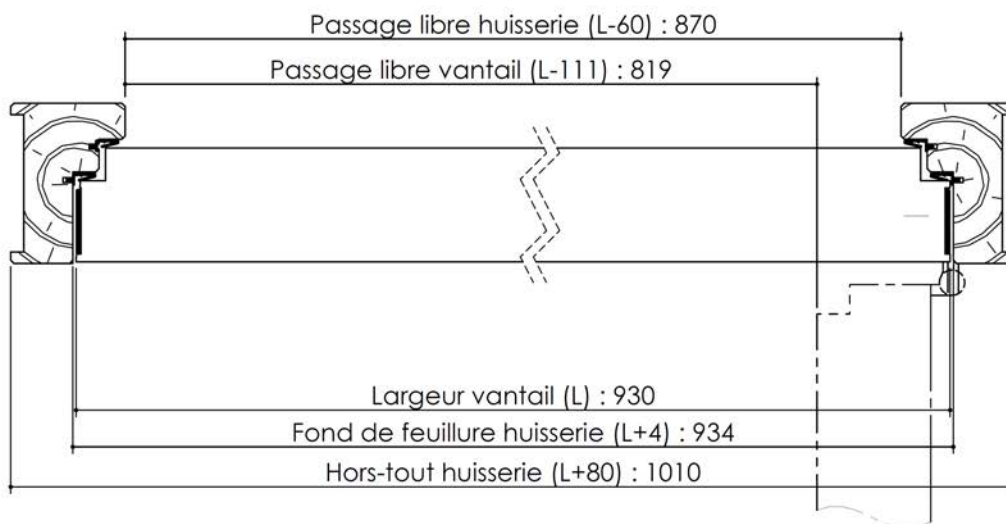 Passage libre huisserie (L-60) : 870
Passage libre vantail (L-111) : 819
Largeur vantail (L) : 930
Fond de feuillure huisserie (L+4) : 934
Hors-tout huisserie (L+80) : 1010